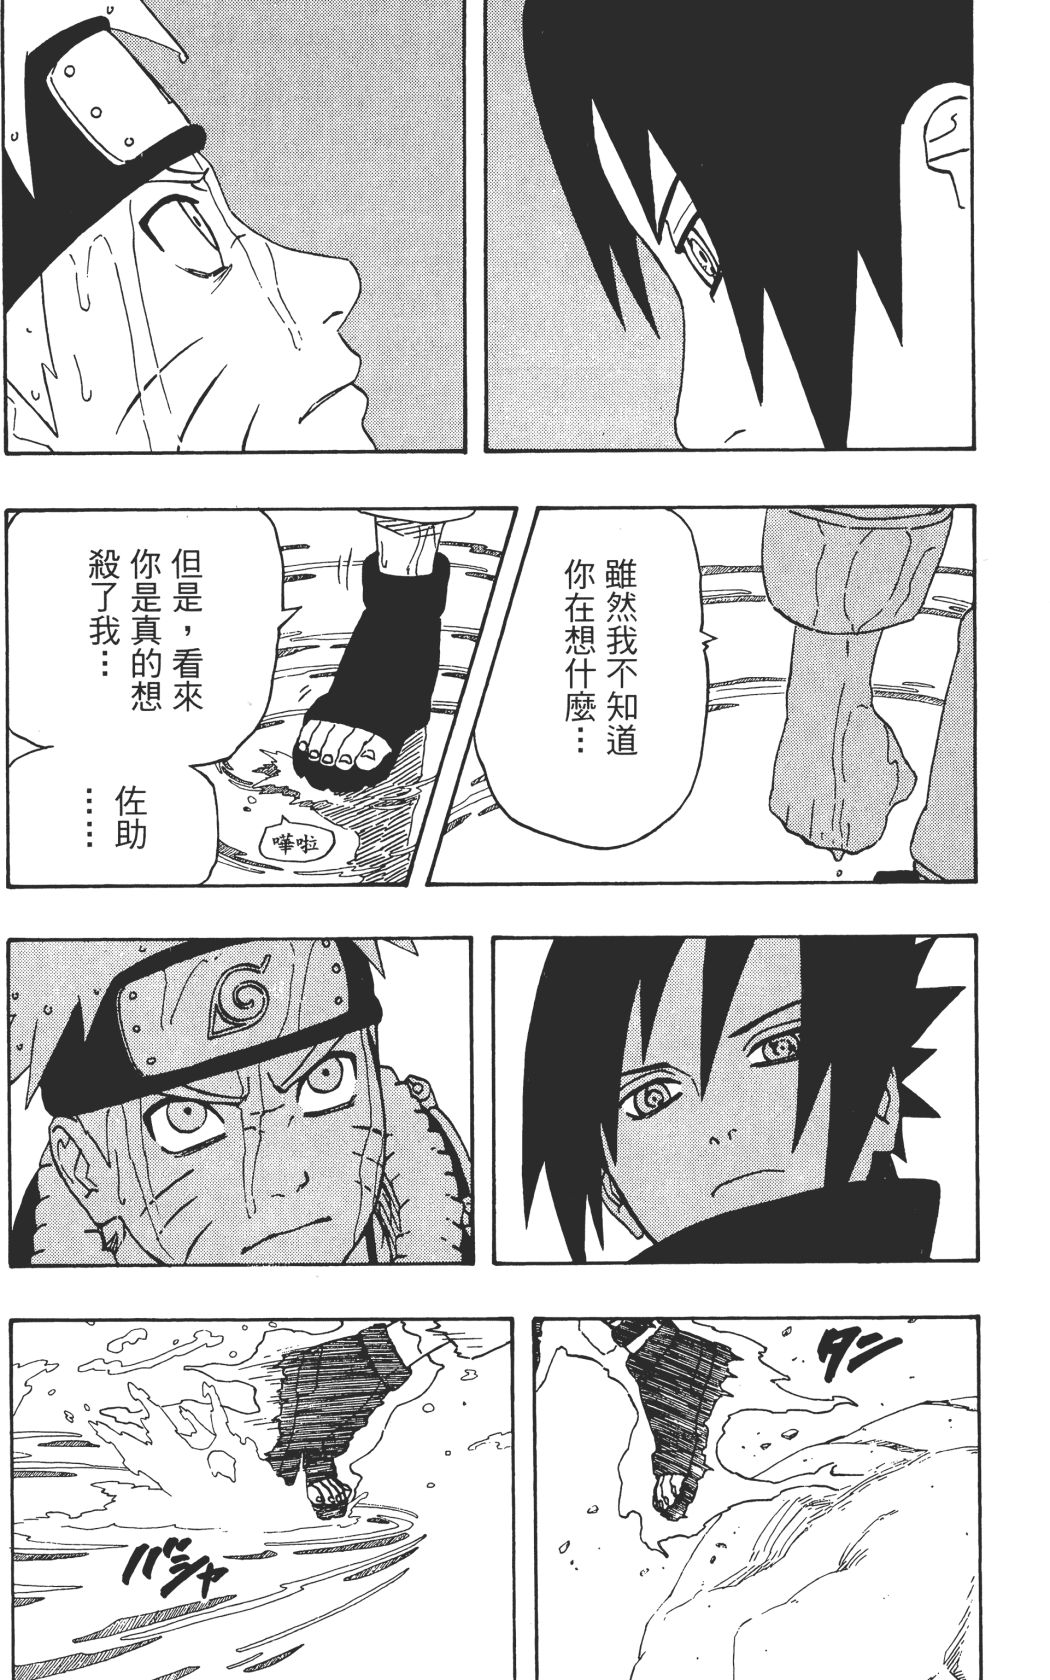 雖然我不知道
你在想什麼…
但是，看來
你是真的想
殺了我…
佐助
……
嘩啦
タン
バシャ